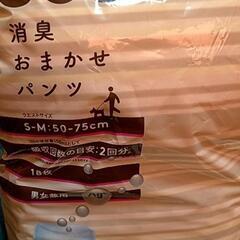 消臭
おまかせ
パンツ
ウエストサイズ
S-M:50-75cm
吸収回数の目安:2回分
18枚
男女兼用